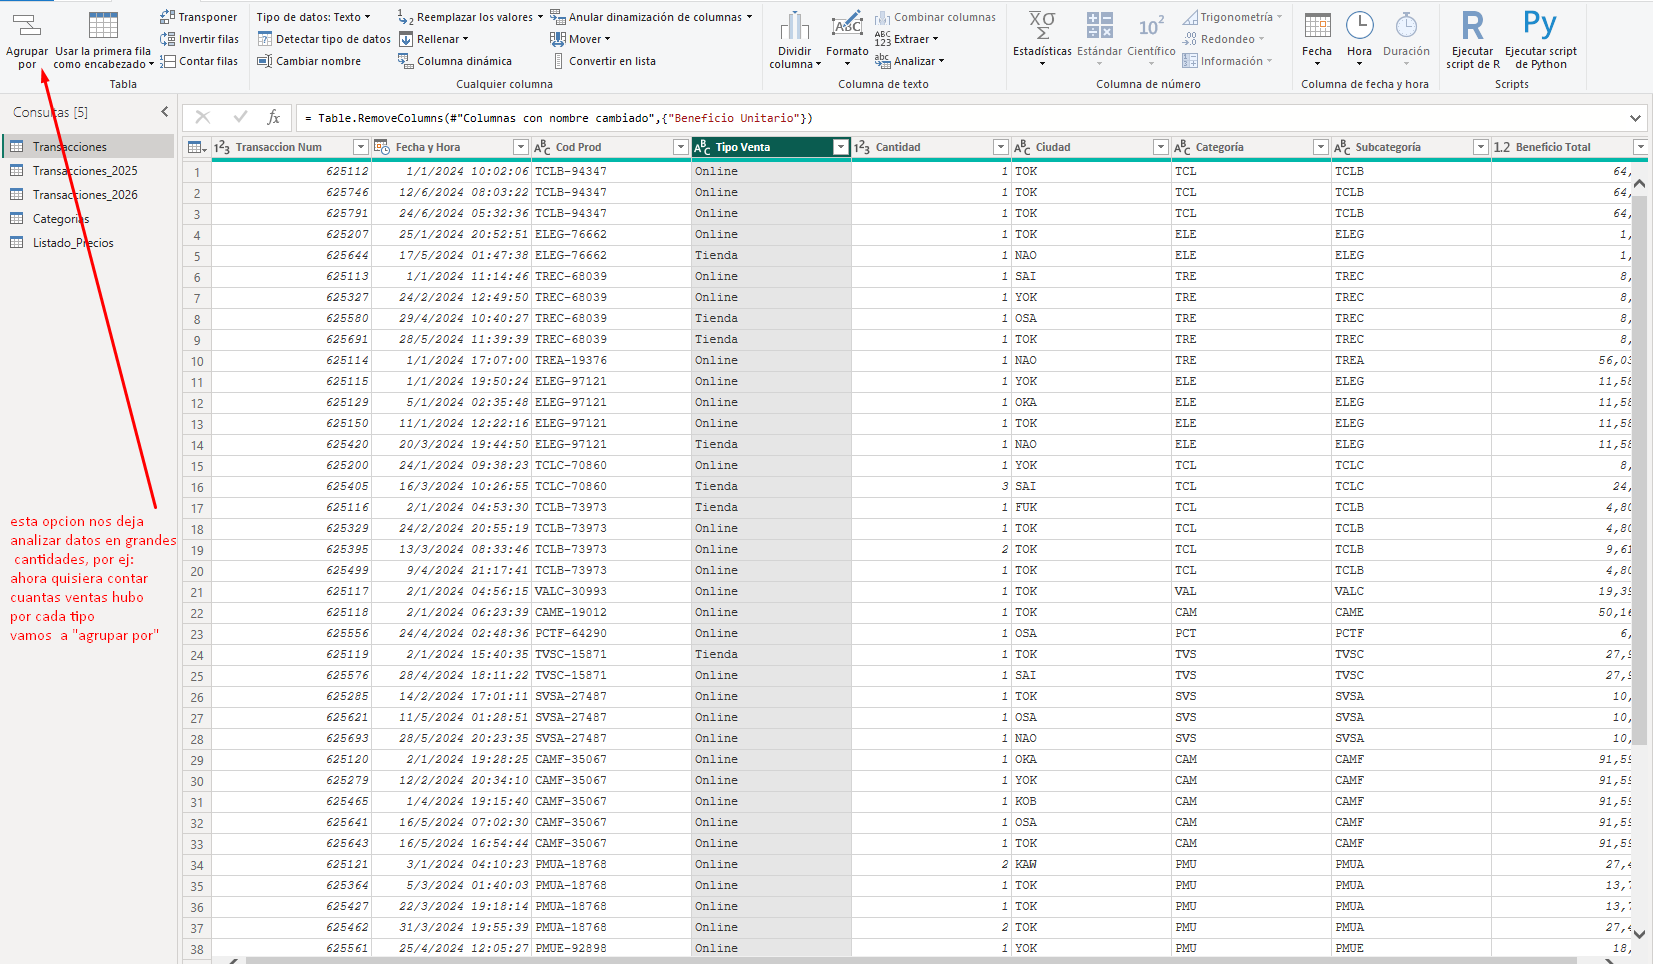 Agrupar por
Usar la primera fila como encabezado
Transponer
Invertir filas
Contar filas
Tabla
Tipo de datos: Texto
Detectar tipo de datos
Cambiar nombre
Reemplazar los valores
Rellenar
Columna dinámica
Anular dinamización de columnas
Mover
Convertir en lista
Cualquier columna
Dividir columna
Formato
Combinar columnas
Extraer
Analizar
Columna de texto
Estadísticas
Estándar
Científico
Trigonometría
Redondeo
Información
Columna de número
Fecha
Hora
Duración
Columna de fecha y hora
Ejecutar script de R
Ejecutar script de Python
Scripts
Consultas [5]
Transacciones
Transacciones_2025
Transacciones_2026
Categorias
Listado_Precios
esta opcion nos deja
analizar datos en grandes
cantidades, por ej:
ahora quisiera contar
cuantas ventas hubo
por cada tipo
vamos a "agrupar por"
= Table.RemoveColumns(#"Columnas con nombre cambiado",{"Beneficio Unitario"})
Transaccion Num Fecha y Hora Cod Prod Tipo Venta Cantidad Ciudad Categoría Subcategoría Beneficio Total
1 625112 1/1/2024 10:02:06 TCLB-94347 Online 1 TOK TCL TCLB 64,
2 625746 12/6/2024 08:03:22 TCLB-94347 Online 1 TOK TCL TCLB 64,
3 625791 24/6/2024 05:32:36 TCLB-94347 Online 1 TOK TCL TCLB 64,
4 625207 25/1/2024 20:52:51 ELEG-76662 Online 1 TOK ELE ELEG 1,
5 625644 17/5/2024 01:47:38 ELEG-76662 Tienda 1 NAO ELE ELEG 1,
6 625113 1/1/2024 11:14:46 TREC-68039 Online 1 SAI TRE TREC 8,
7 625327 24/2/2024 12:49:50 TREC-68039 Online 1 YOK TRE TREC 8,
8 625580 29/4/2024 10:40:27 TREC-68039 Tienda 1 OSA TRE TREC 8,
9 625691 28/5/2024 11:39:39 TREC-68039 Tienda 1 TOK TRE TREC 8,
10 625114 1/1/2024 17:07:00 TREA-19376 Online 1 NAO TRE TREA 56,03
11 625115 1/1/2024 19:50:24 ELEG-97121 Online 1 YOK ELE ELEG 11,58
12 625129 5/1/2024 02:35:48 ELEG-97121 Online 1 OKA ELE ELEG 11,58
13 625150 11/1/2024 12:22:16 ELEG-97121 Online 1 TOK ELE ELEG 11,58
14 625420 20/3/2024 19:44:50 ELEG-97121 Tienda 1 NAO ELE ELEG 11,58
15 625200 24/1/2024 09:38:23 TCLC-70860 Online 1 YOK TCL TCLC 8,
16 625405 16/3/2024 10:26:55 TCLC-70860 Tienda 3 SAI TCL TCLC 24,
17 625116 2/1/2024 04:53:30 TCLB-73973 Tienda 1 FUK TCL TCLB 4,80
18 625329 24/2/2024 20:55:19 TCLB-73973 Online 1 TOK TCL TCLB 4,80
19 625395 13/3/2024 08:33:46 TCLB-73973 Online 2 TOK TCL TCLB 9,61
20 625499 9/4/2024 21:17:41 TCLB-73973 Online 1 TOK TCL TCLB 4,80
21 625117 2/1/2024 04:56:15 VALC-30993 Online 1 TOK VAL VALC 19,39
22 625118 2/1/2024 06:23:39 CAME-19012 Online 1 TOK CAM CAME 50,16
23 625556 24/4/2024 02:48:36 PCTF-64290 Online 1 OSA PCT PCTF 6,
24 625119 2/1/2024 15:40:35 TVSC-15871 Tienda 1 TOK TVS TVSC 27,9
25 625576 28/4/2024 18:11:22 TVSC-15871 Online 1 SAI TVS TVSC 27,9
26 625285 14/2/2024 17:01:11 SVSA-27487 Online 1 TOK SVS SVSA 10,
27 625621 11/5/2024 01:28:51 SVSA-27487 Online 1 OSA SVS SVSA 10,
28 625693 28/5/2024 20:23:35 SVSA-27487 Online 1 NAO SVS SVSA 10,
29 625120 2/1/2024 19:28:25 CAMF-35067 Online 1 OKA CAM CAMF 91,59
30 625279 12/2/2024 20:34:10 CAMF-35067 Online 1 YOK CAM CAMF 91,59
31 625465 1/4/2024 19:15:40 CAMF-35067 Online 1 KOB CAM CAMF 91,59
32 625641 16/5/2024 07:02:30 CAMF-35067 Online 1 OSA CAM CAMF 91,59
33 625643 16/5/2024 16:54:44 CAMF-35067 Online 1 TOK CAM CAMF 91,59
34 625121 3/1/2024 04:10:23 PMUA-18768 Online 2 KAW PMU PMUA 27,4
35 625364 5/3/2024 01:40:03 PMUA-18768 Online 1 TOK PMU PMUA 13,7
36 625427 22/3/2024 19:18:14 PMUA-18768 Online 1 TOK PMU PMUA 13,7
37 625462 31/3/2024 19:55:39 PMUA-18768 Online 2 TOK PMU PMUA 27,4
38 625561 25/4/2024 12:05:27 PMUE-92898 Online 1 YOK PMU PMUE 18,